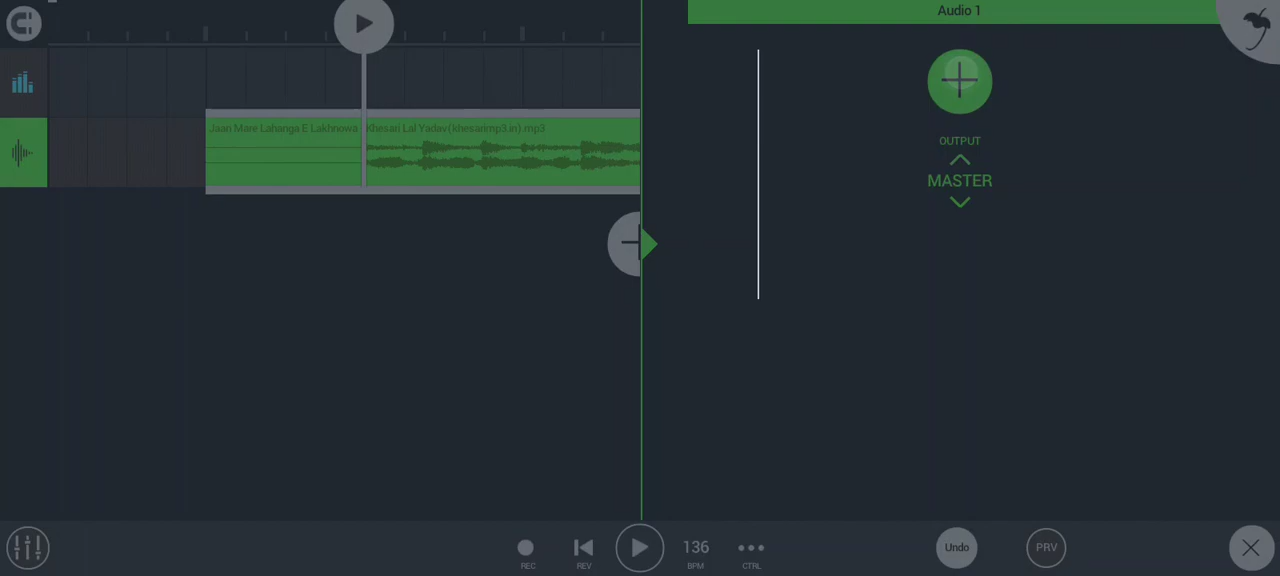 Audio 1
Jaan Mare Lahanga E Lakhnowa
Khesari Lal Yadav(khesarimp3.in).mp3
OUTPUT
MASTER
REC
REV
136
BPM
CTRL
Undo
PRV